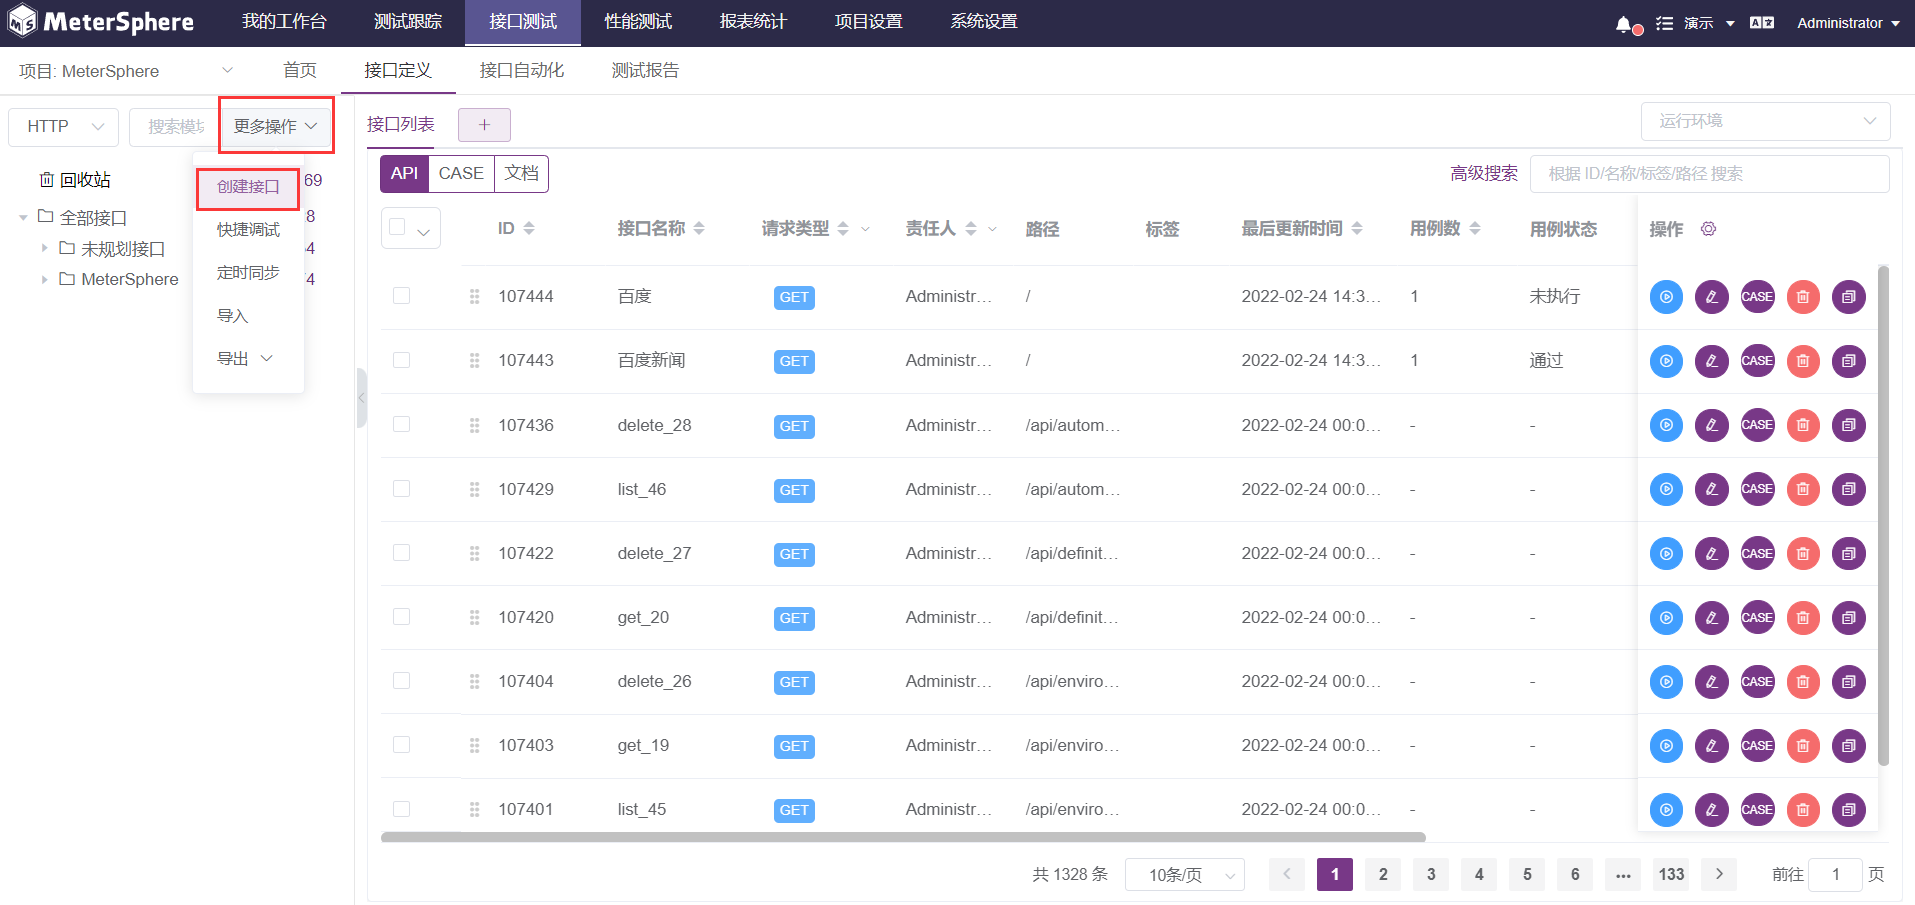 MeterSphere 我的工作台 测试跟踪 接口测试 性能测试 报表统计 项目设置 系统设置 演示 Administrator
项目: MeterSphere 首页 接口定义 接口自动化 测试报告
HTTP 搜索模块 更多操作
回收站 69
全部接口 8
未规划接口 4
MeterSphere 4
创建接口
快捷调试
定时同步
导入
导出
接口列表 + 运行环境
API CASE 文档 高级搜索 根据 ID/名称/标签/路径 搜索
ID 接口名称 请求类型 责任人 路径 标签 最后更新时间 用例数 用例状态 操作
107444 百度 GET Administr... / 2022-02-24 14:3... 1 未执行 CASE
107443 百度新闻 GET Administr... / 2022-02-24 14:3... 1 通过 CASE
107436 delete_28 GET Administr... /api/autom... 2022-02-24 00:0... - - CASE
107429 list_46 GET Administr... /api/autom... 2022-02-24 00:0... - - CASE
107422 delete_27 GET Administr... /api/definit... 2022-02-24 00:0... - - CASE
107420 get_20 GET Administr... /api/definit... 2022-02-24 00:0... - - CASE
107404 delete_26 GET Administr... /api/enviro... 2022-02-24 00:0... - - CASE
107403 get_19 GET Administr... /api/enviro... 2022-02-24 00:0... - - CASE
107401 list_45 GET Administr... /api/enviro... 2022-02-24 00:0... - - CASE
共 1328 条 10条/页 < 1 2 3 4 5 6 ... 133 > 前往 1 页